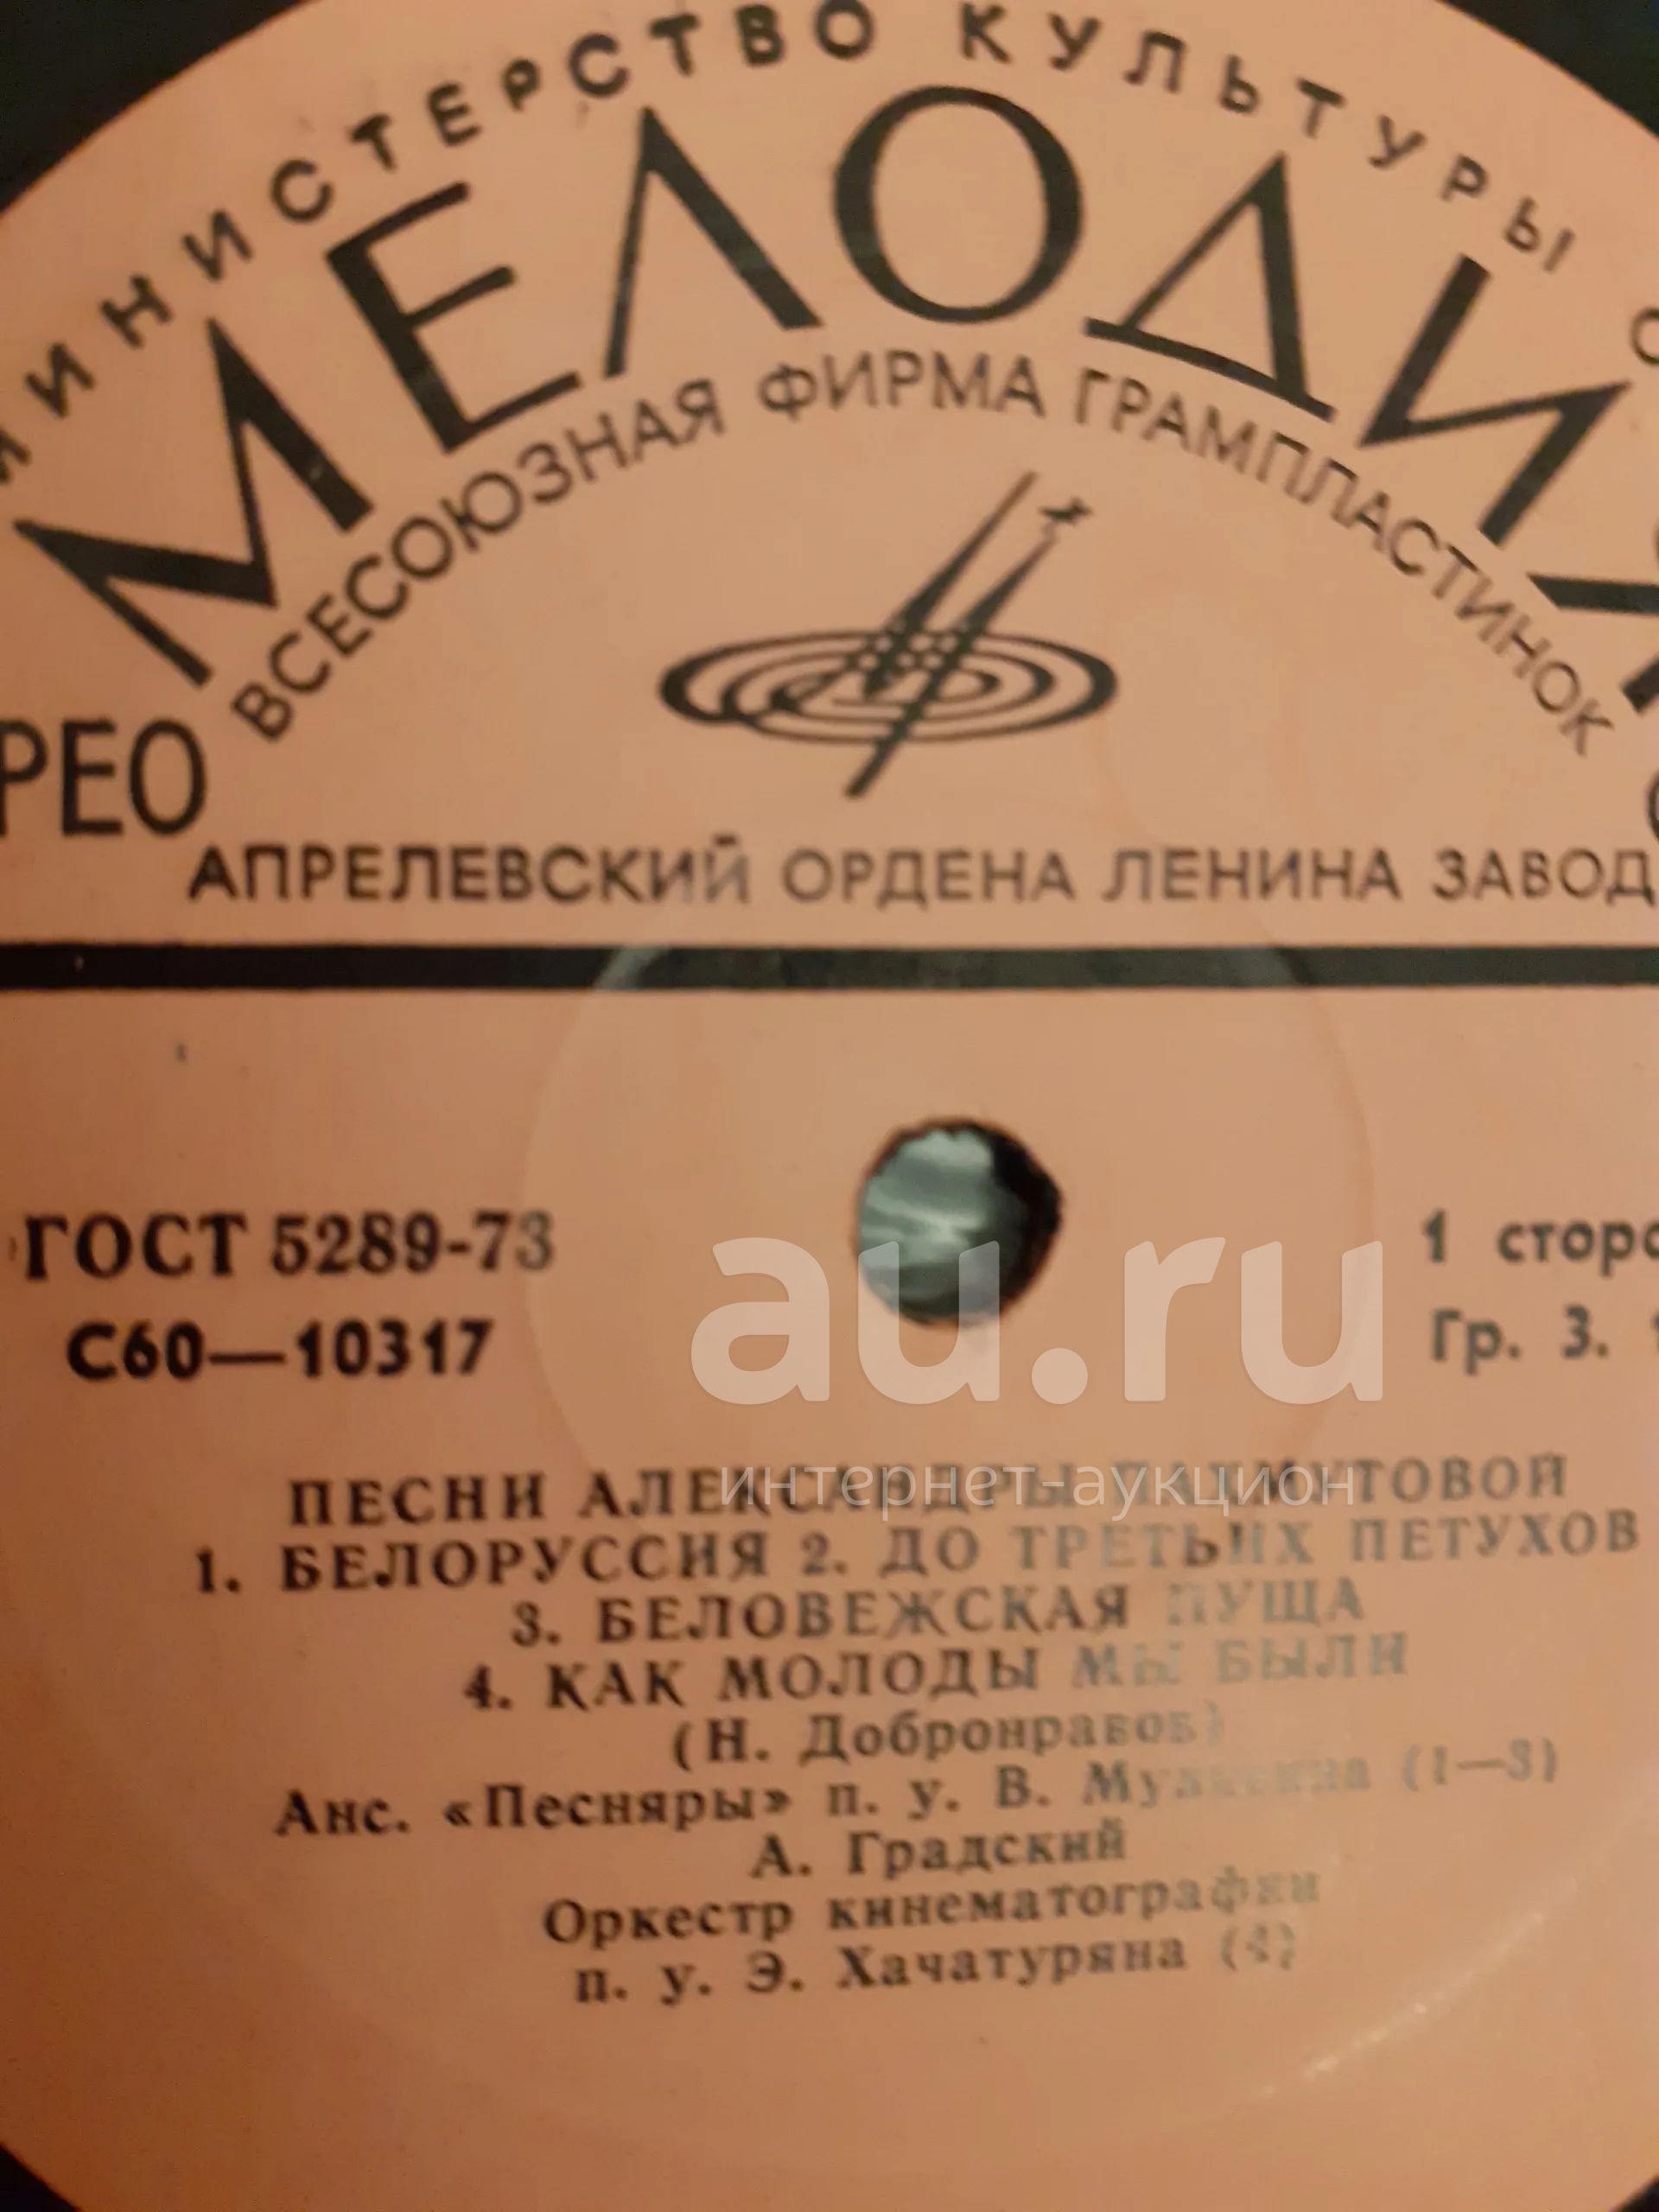 МИНИСТЕРСТВО КУЛЬТУРЫ
МЕЛОДИЯ
ВСЕСОЮЗНАЯ ФИРМА ГРАМПЛАСТИНОК
РЕО
АПРЕЛЕВСКИЙ ОРДЕНА ЛЕНИНА ЗАВОД
ГОСТ 5289-73
1 сторо
С60—10317
Гр. 3.
au.ru
интернет-аукцион
ПЕСНИ АЛЕКСАНДРЫ ПАХМУТОВОЙ
1. БЕЛОРУССИЯ 2. ДО ТРЕТЬИХ ПЕТУХОВ
3. БЕЛОВЕЖСКАЯ ПУЩА
4. КАК МОЛОДЫ МЫ БЫЛИ
(Н. Добронравов)
Анс. «Песняры» п. у. В. Мулявина (1—3)
А. Градский
Оркестр кинематографии
п. у. Э. Хачатуряна (4)